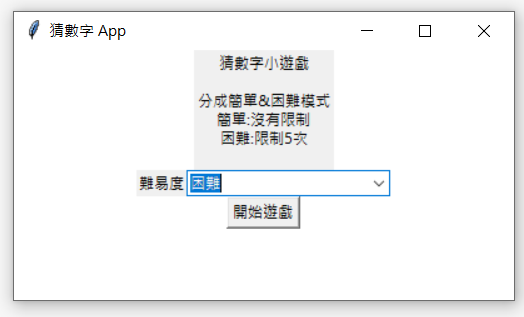 猜數字 App
猜數字小遊戲
分成簡單&困難模式
簡單:沒有限制
困難:限制5次
難易度 困難
開始遊戲